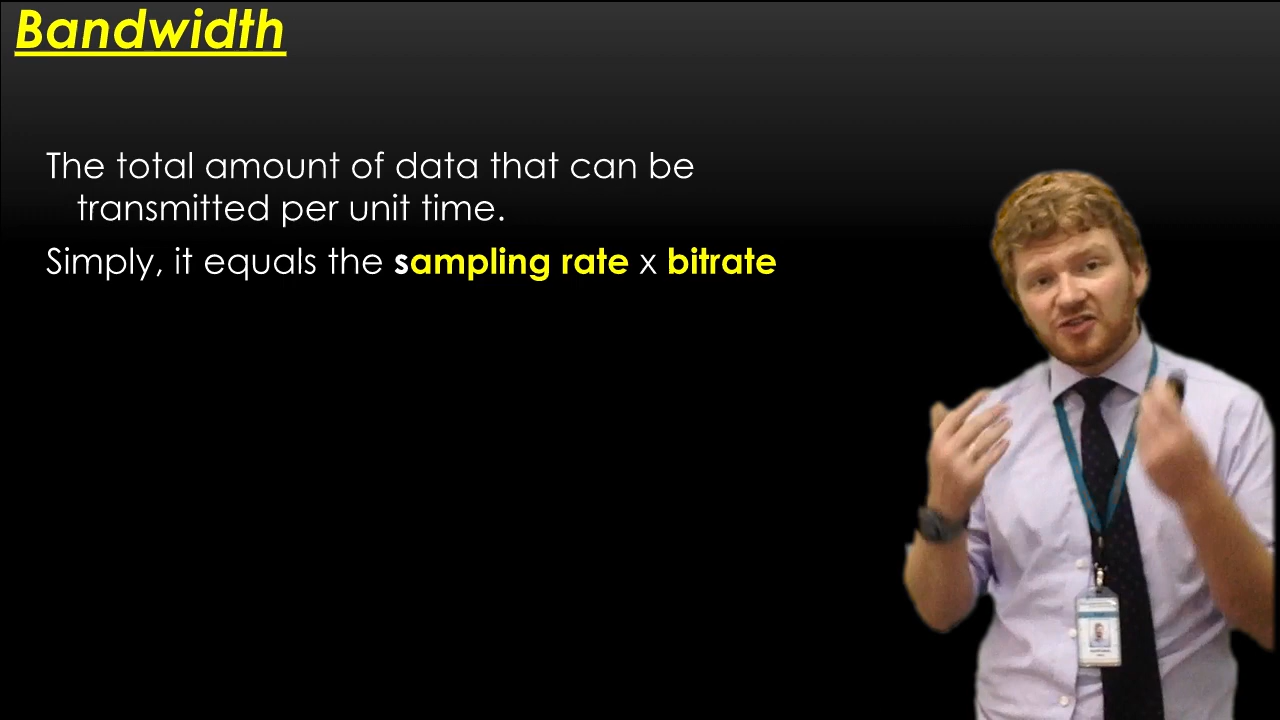 Bandwidth
The total amount of data that can be
transmitted per unit time.
Simply, it equals the sampling rate x bitrate